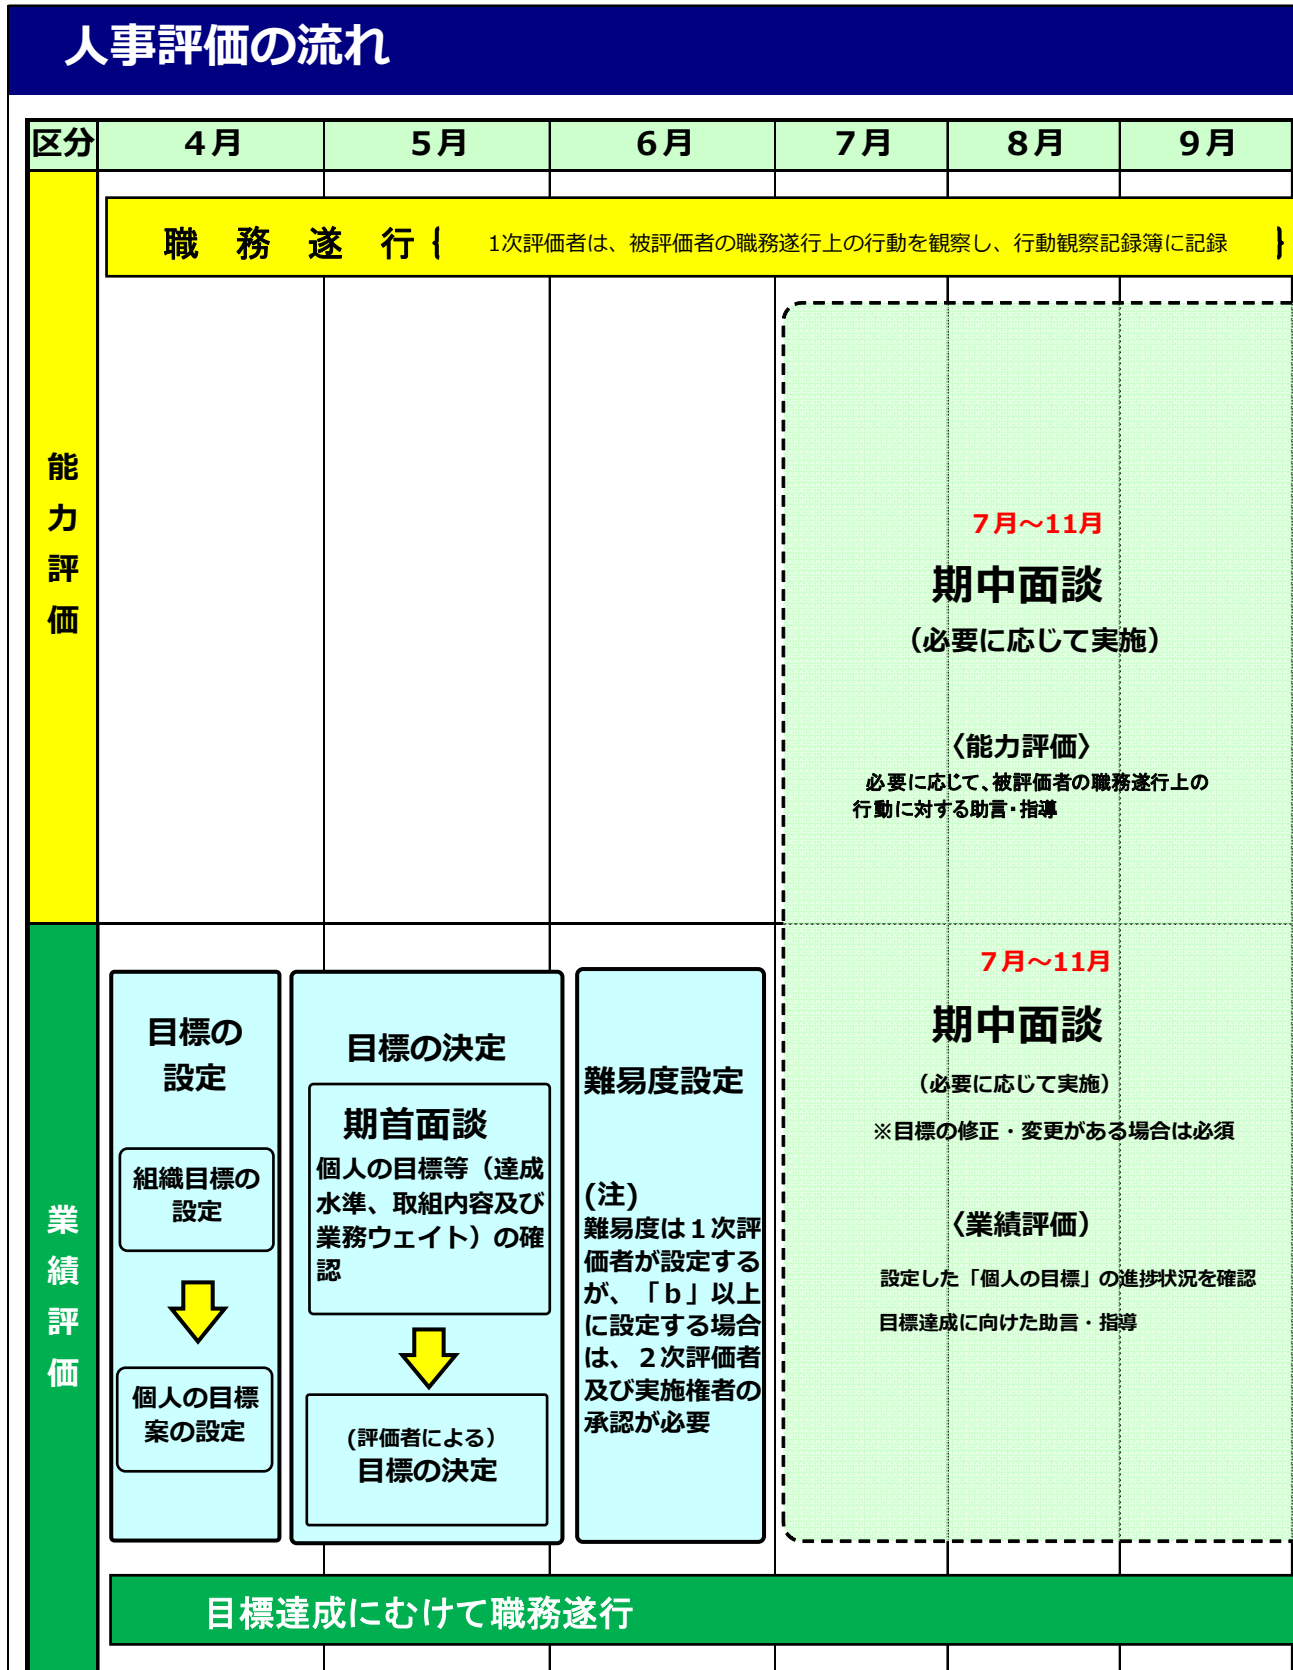 人事評価の流れ
区分 4月 5月 6月 7月 8月 9月
職務遂行{ 1次評価者は、被評価者の職務遂行上の行動を観察し、行動観察記録簿に記録 }
能力評価
7月～11月
期中面談
（必要に応じて実施）
〈能力評価〉
必要に応じて、被評価者の職務遂行上の
行動に対する助言・指導
業績評価
目標の
設定
組織目標の
設定
個人の目標
案の設定
目標の決定
期首面談
個人の目標等（達成
水準、取組内容及び
業務ウェイト）の確
認
(評価者による）
目標の決定
難易度設定
(注)
難易度は１次評
価者が設定する
が、「ｂ」以上
に設定する場合
は、２次評価者
及び実施権者の
承認が必要
7月～11月
期中面談
（必要に応じて実施）
※目標の修正・変更がある場合は必須
〈業績評価）
設定した「個人の目標」の進捗状況を確認
目標達成に向けた助言・指導
目標達成にむけて職務遂行